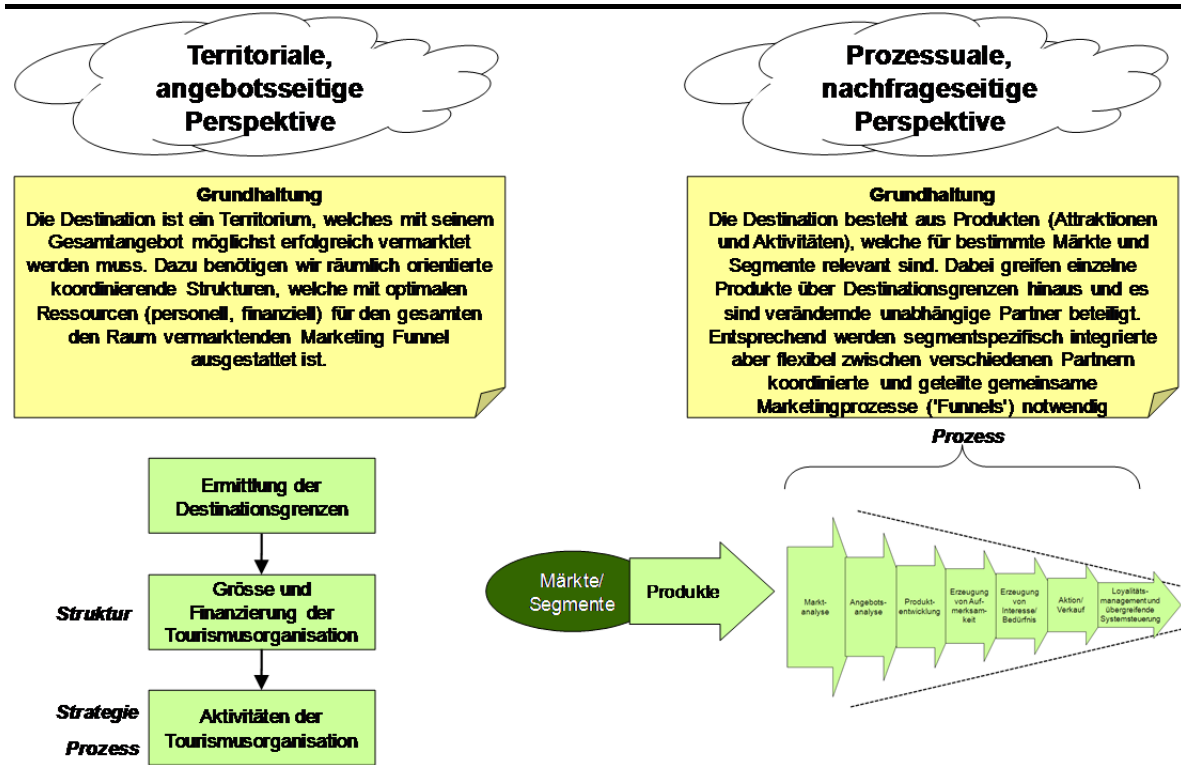 Territoriale,
angebotsseitige
Perspektive
Grundhaltung
Die Destination ist ein Territorium, welches mit seinem
Gesamtangebot möglichst erfolgreich vermarktet
werden muss. Dazu benötigen wir räumlich orientierte
koordinierende Strukturen, welche mit optimalen
Ressourcen (personell, finanziell) für den gesamten
den Raum vermarktenden Marketing Funnel
ausgestattet ist.
Ermittlung der
Destinationsgrenzen
Struktur
Grösse und
Finanzierung der
Tourismusorganisation
Strategie
Prozess
Aktivitäten der
Tourismusorganisation
Prozessuale,
nachfrageseitige
Perspektive
Grundhaltung
Die Destination besteht aus Produkten (Attraktionen
und Aktivitäten), welche für bestimmte Märkte und
Segmente relevant sind. Dabei greifen einzelne
Produkte über Destinationsgrenzen hinaus und es
sind verändernde unabhängige Partner beteiligt.
Entsprechend werden segmentspezifisch integrierte
aber flexibel zwischen verschiedenen Partnern
koordinierte und geteilte gemeinsame
Marketingprozesse ('Funnels') notwendig
Prozess
Märkte/
Segmente
Produkte
Markt-
analyse
Angebots-
analyse
Produkt-
entwicklung
Erzeugung
von Auf-
merksam-
keit
Erzeugung
von
Interesse/
Bedürfnis
Aktion/
Verkauf
Loyalitäts-
management und
übergreifende
Systemsteuerung